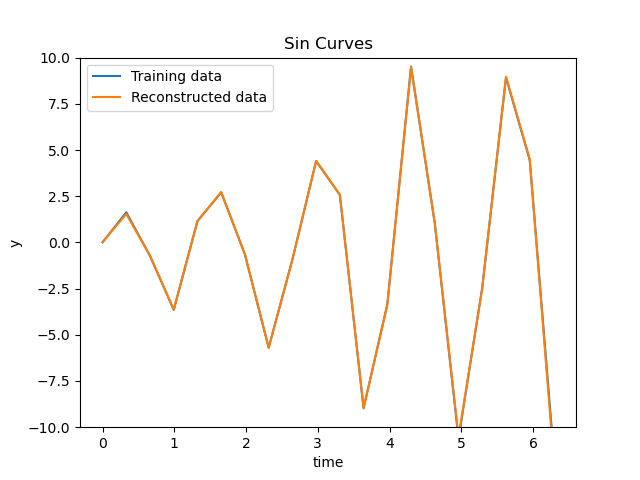 Sin Curves
Training data
Reconstructed data
10.0
7.5
5.0
2.5
0.0
−2.5
−5.0
−7.5
−10.0
y
0 1 2 3 4 5 6
time